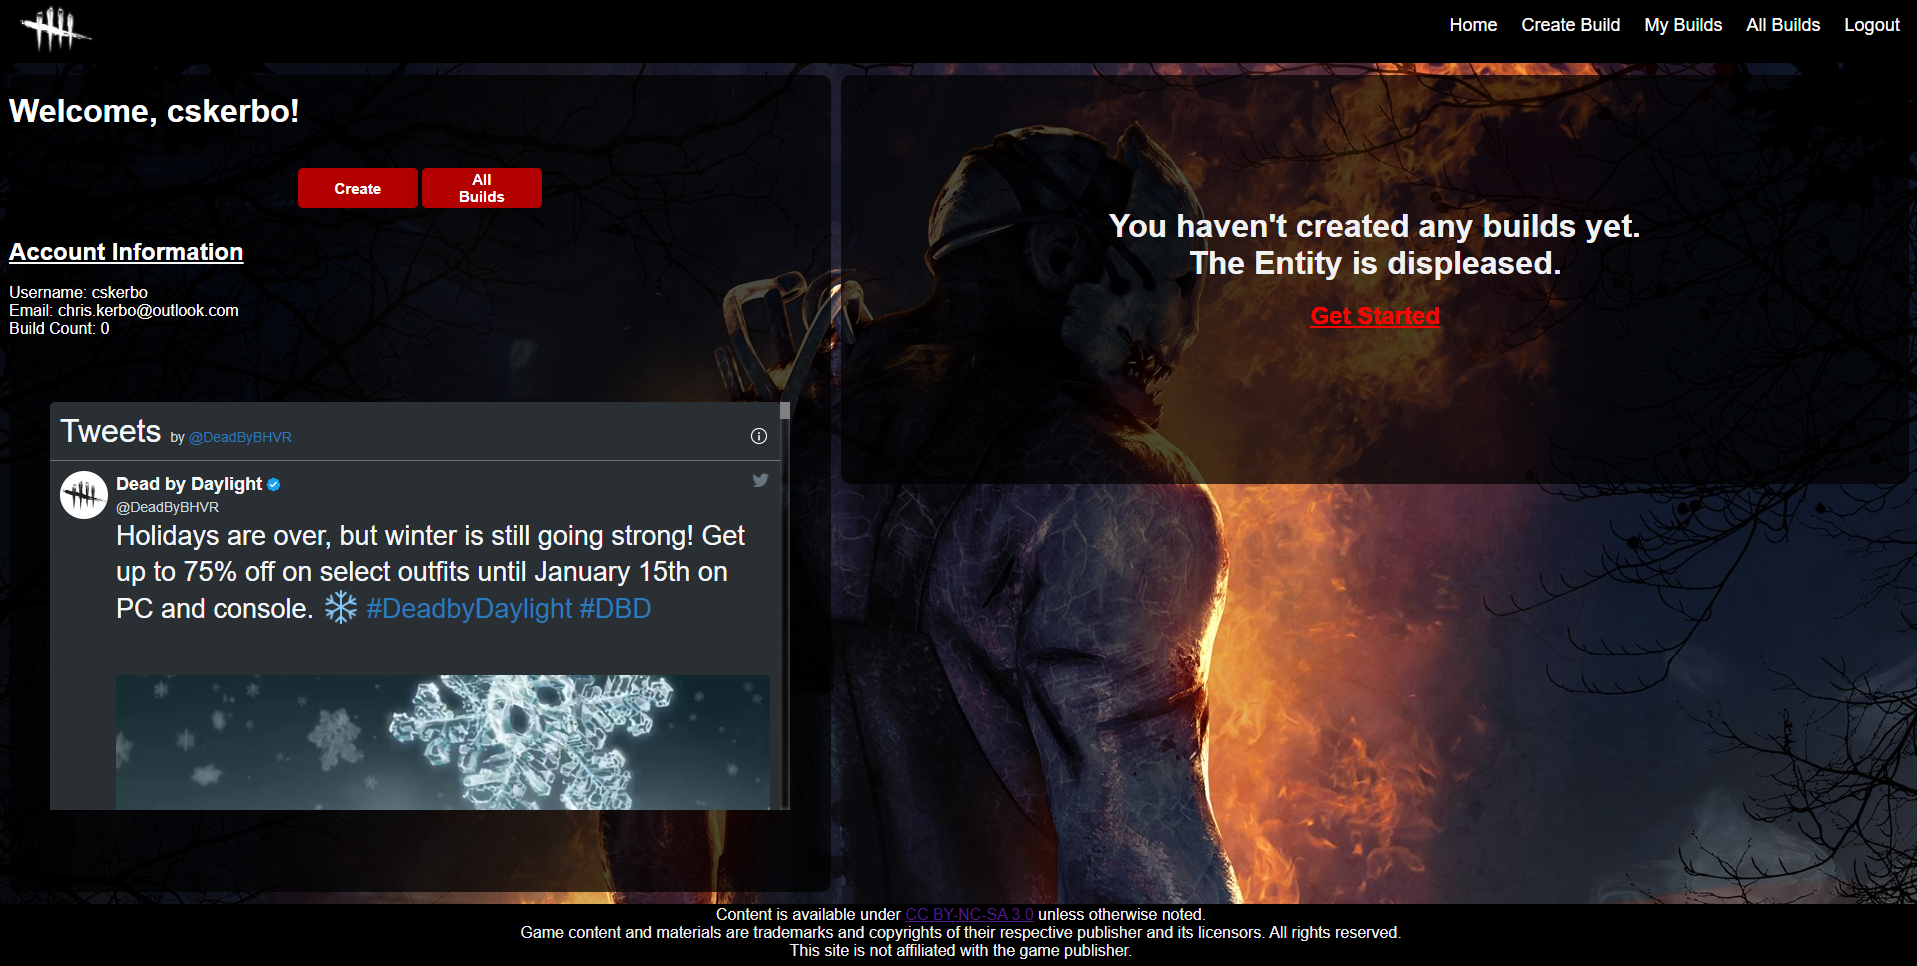 Home Create Build My Builds All Builds Logout
Welcome, cskerbo!
Create
All
Builds
Account Information
Username: cskerbo
Email: chris.kerbo@outlook.com
Build Count: 0
You haven't created any builds yet.
The Entity is displeased.
Get Started
Tweets by @DeadByBHVR
Dead by Daylight
@DeadByBHVR
Holidays are over, but winter is still going strong! Get
up to 75% off on select outfits until January 15th on
PC and console. ❄️ #DeadbyDaylight #DBD
Content is available under CC BY-NC-SA 3.0 unless otherwise noted.
Game content and materials are trademarks and copyrights of their respective publisher and its licensors. All rights reserved.
This site is not affiliated with the game publisher.